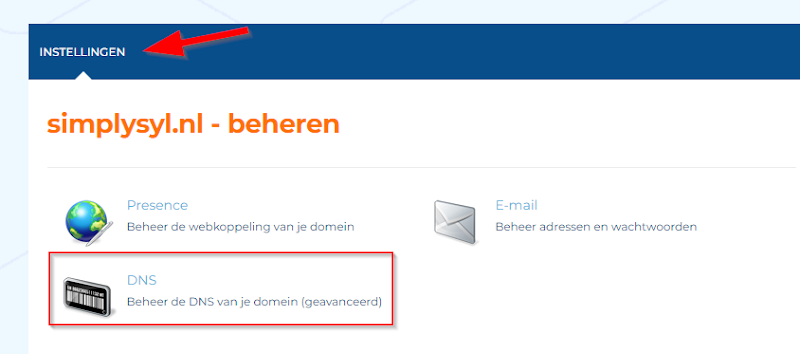 INSTELLINGEN
simplysyl.nl - beheren
Presence
Beheer de webkoppeling van je domein
E-mail
Beheer adressen en wachtwoorden
DNS
Beheer de DNS van je domein (geavanceerd)